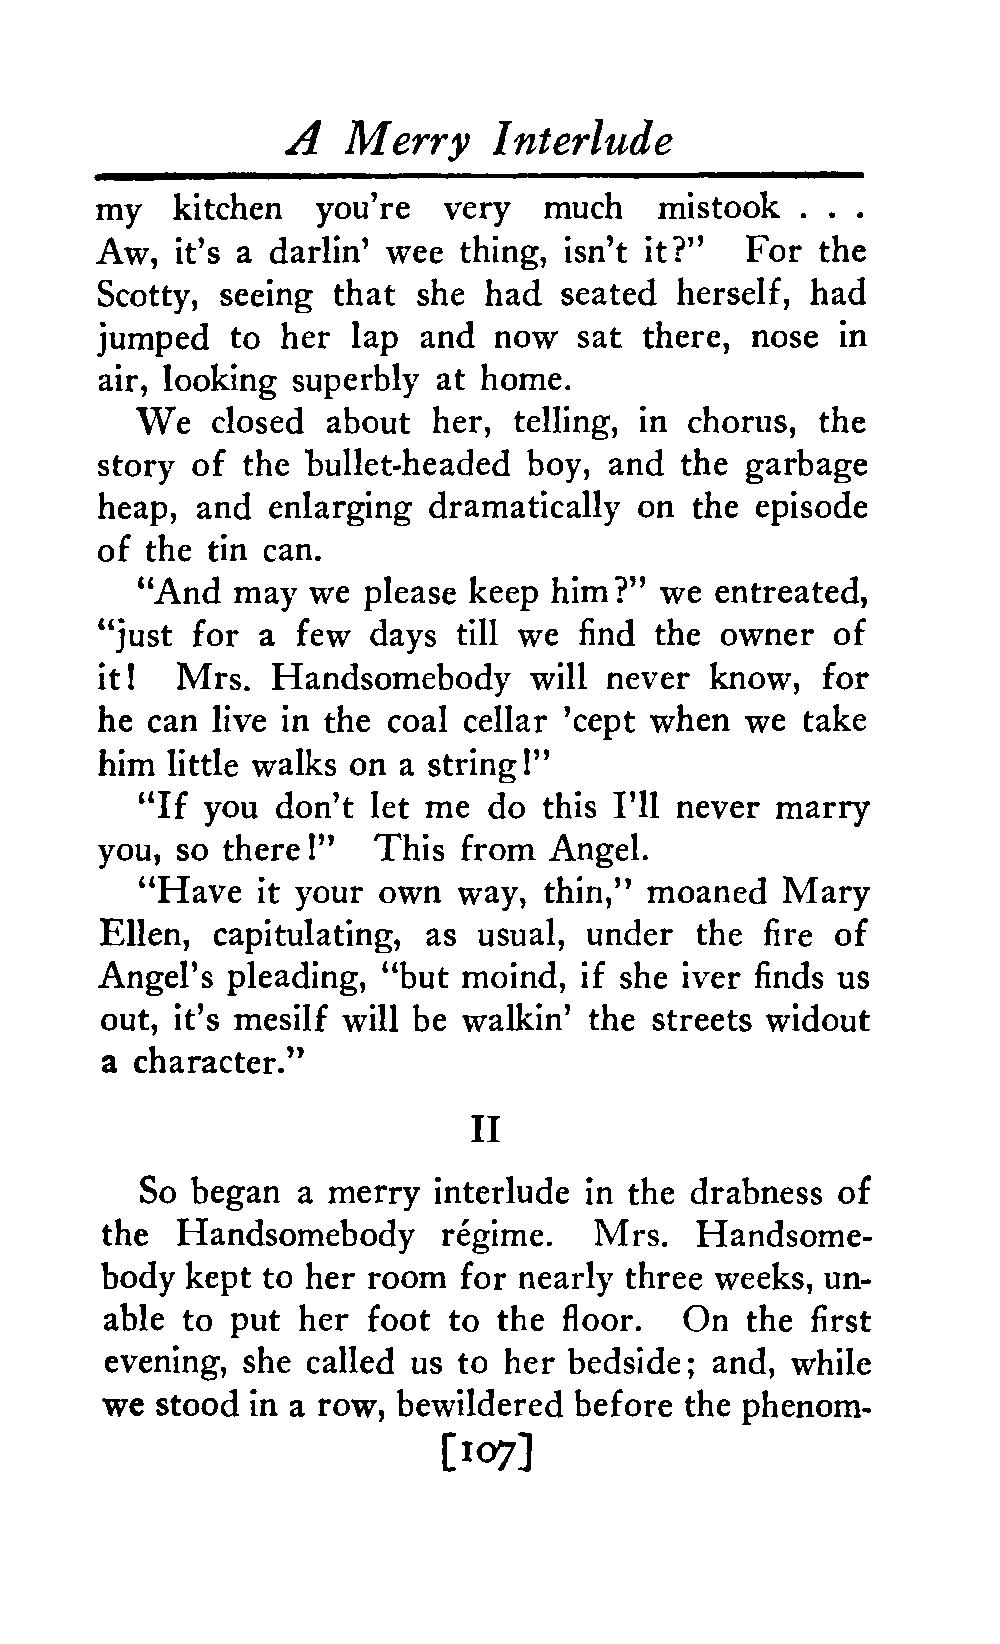 A Merry Interlude
my kitchen you're very much mistook . . .
Aw, it's a darlin' wee thing, isn't it?" For the
Scotty, seeing that she had seated herself, had
jumped to her lap and now sat there, nose in
air, looking superbly at home.
We closed about her, telling, in chorus, the
story of the bullet-headed boy, and the garbage
heap, and enlarging dramatically on the episode
of the tin can.
"And may we please keep him?" we entreated,
"just for a few days till we find the owner of
it! Mrs. Handsomebody will never know, for
he can live in the coal cellar 'cept when we take
him little walks on a string!"
"If you don't let me do this I'll never marry
you, so there!" This from Angel.
"Have it your own way, thin," moaned Mary
Ellen, capitulating, as usual, under the fire of
Angel's pleading, "but moind, if she iver finds us
out, it's mesilf will be walkin' the streets widout
a character."
II
So began a merry interlude in the drabness of
the Handsomebody régime. Mrs. Handsome-
body kept to her room for nearly three weeks, un-
able to put her foot to the floor. On the first
evening, she called us to her bedside; and, while
we stood in a row, bewildered before the phenom-
[107]